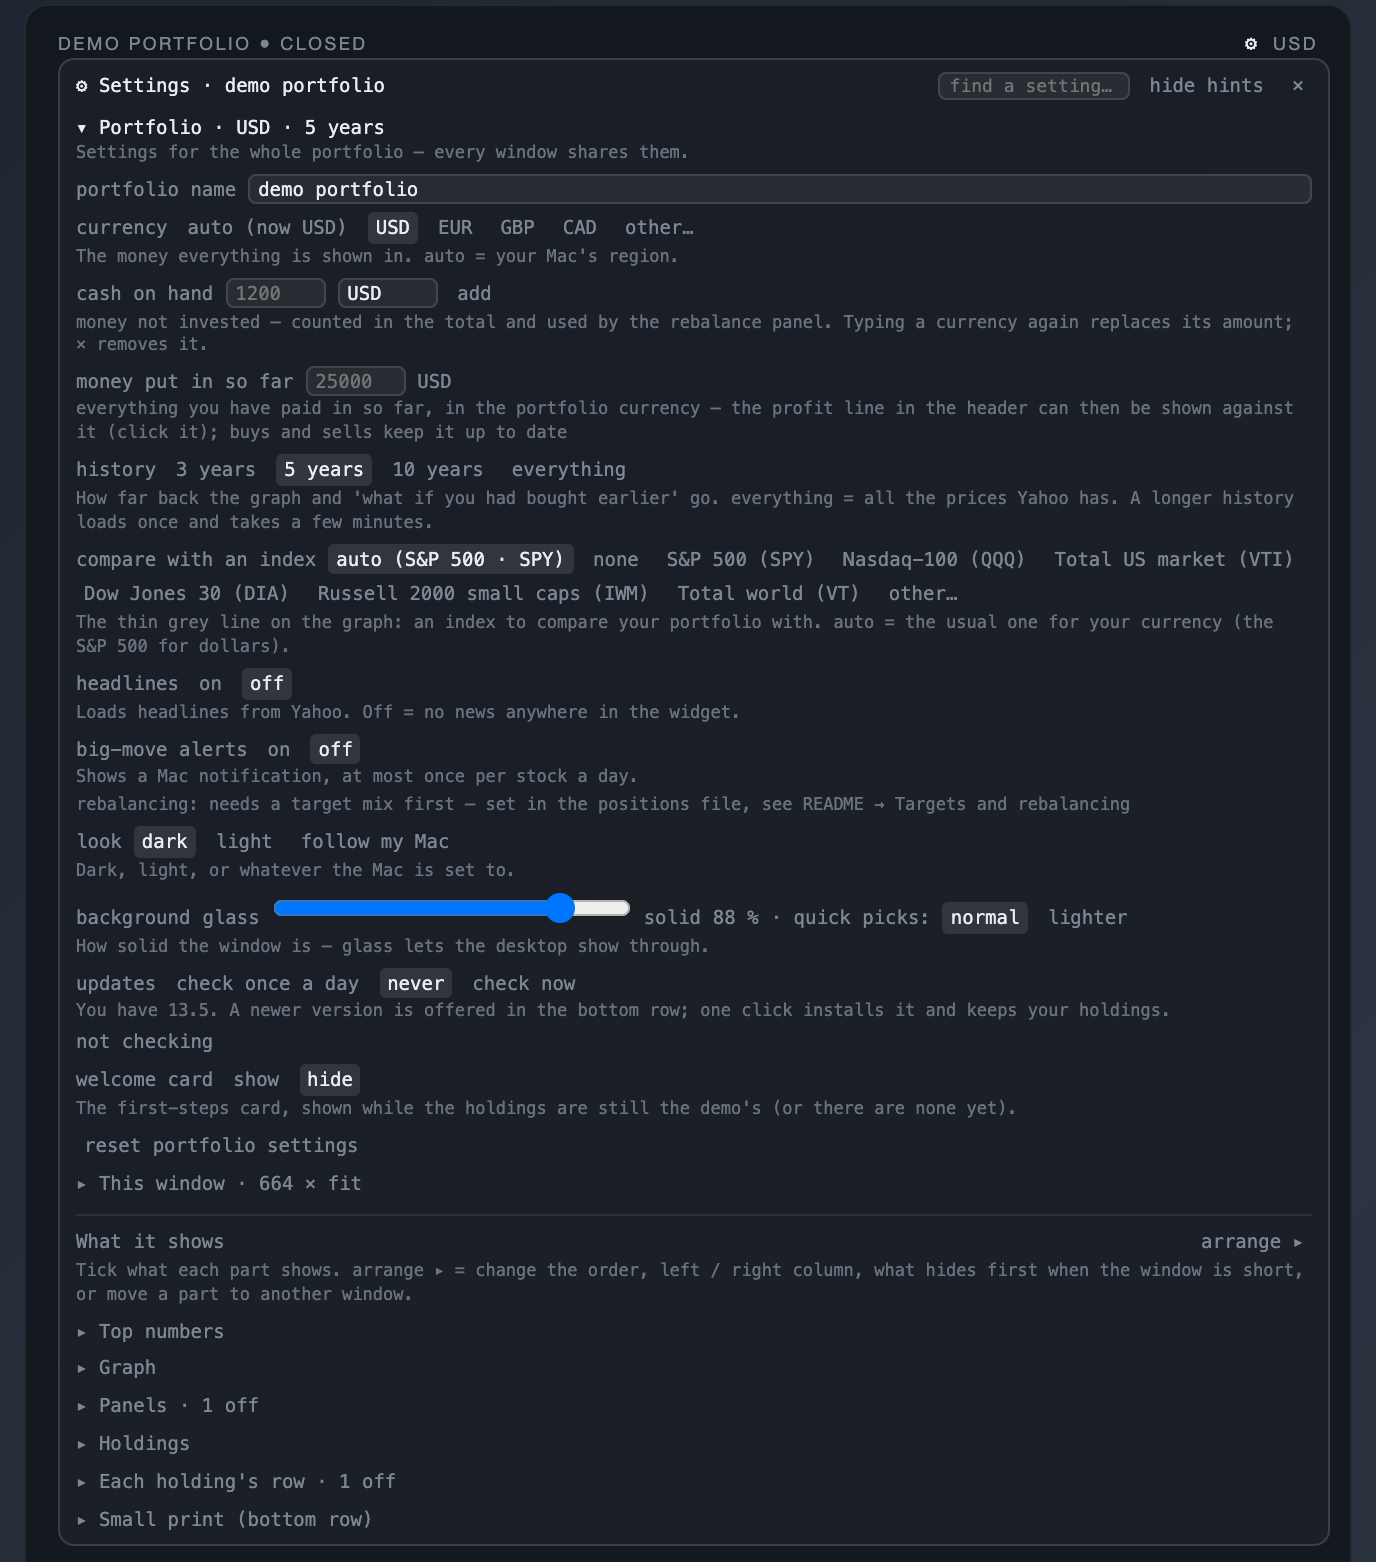 DEMO PORTFOLIO ● CLOSED ⚙ USD
⚙ Settings · demo portfolio find a setting… hide hints ×
▾ Portfolio · USD · 5 years
Settings for the whole portfolio — every window shares them.
portfolio name demo portfolio
currency auto (now USD) USD EUR GBP CAD other…
The money everything is shown in. auto = your Mac's region.
cash on hand 1200 USD add
money not invested — counted in the total and used by the rebalance panel. Typing a currency again replaces its amount;
× removes it.
money put in so far 25000 USD
everything you have paid in so far, in the portfolio currency — the profit line in the header can then be shown against
it (click it); buys and sells keep it up to date
history 3 years 5 years 10 years everything
How far back the graph and 'what if you had bought earlier' go. everything = all the prices Yahoo has. A longer history
loads once and takes a few minutes.
compare with an index auto (S&P 500 · SPY) none S&P 500 (SPY) Nasdaq-100 (QQQ) Total US market (VTI)
Dow Jones 30 (DIA) Russell 2000 small caps (IWM) Total world (VT) other…
The thin grey line on the graph: an index to compare your portfolio with. auto = the usual one for your currency (the
S&P 500 for dollars).
headlines on off
Loads headlines from Yahoo. Off = no news anywhere in the widget.
big-move alerts on off
Shows a Mac notification, at most once per stock a day.
rebalancing: needs a target mix first — set in the positions file, see README → Targets and rebalancing
look dark light follow my Mac
Dark, light, or whatever the Mac is set to.
background glass solid 88 % · quick picks: normal lighter
How solid the window is — glass lets the desktop show through.
updates check once a day never check now
You have 13.5. A newer version is offered in the bottom row; one click installs it and keeps your holdings.
not checking
welcome card show hide
The first-steps card, shown while the holdings are still the demo's (or there are none yet).
reset portfolio settings
▸ This window · 664 × fit
What it shows arrange ▸
Tick what each part shows. arrange ▸ = change the order, left / right column, what hides first when the window is short,
or move a part to another window.
▸ Top numbers
▸ Graph
▸ Panels · 1 off
▸ Holdings
▸ Each holding's row · 1 off
▸ Small print (bottom row)